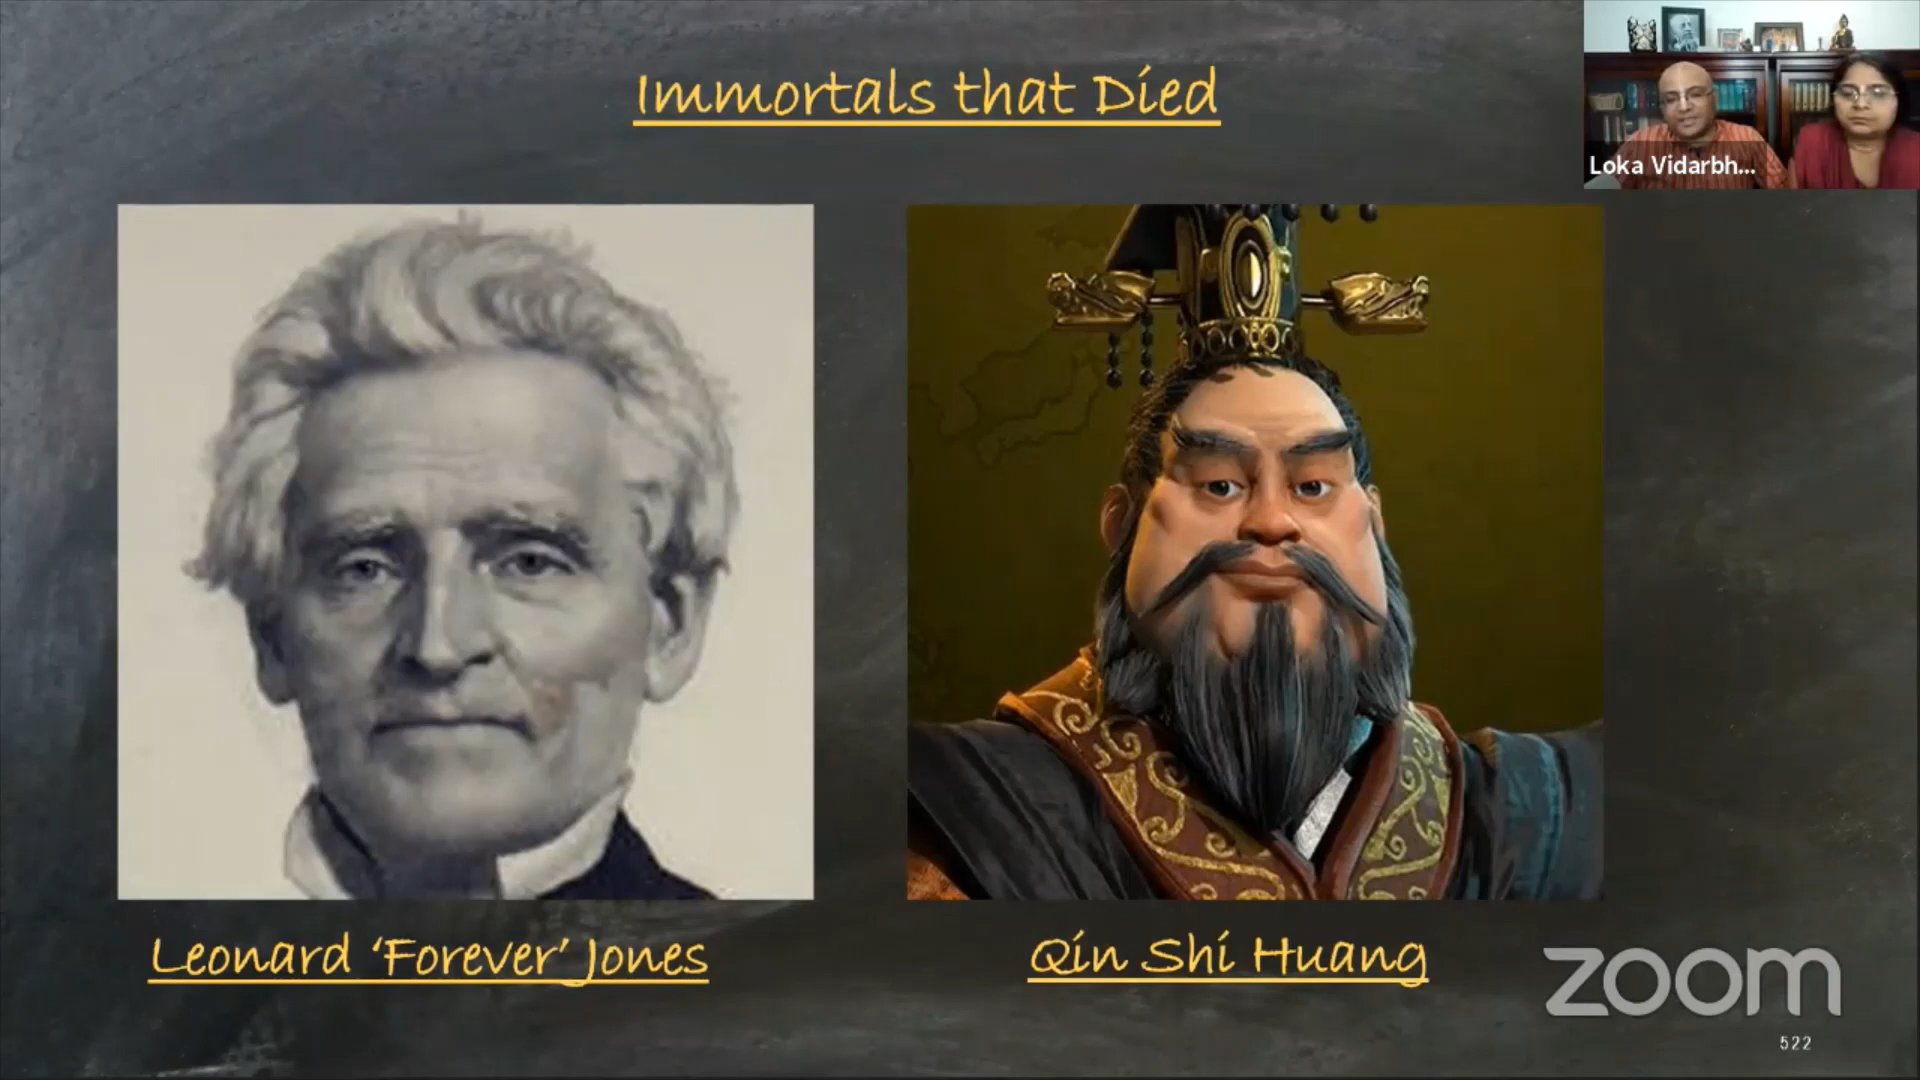 Immortals that Died
Loka Vidarbh...
Leonard ‘Forever’ Jones
Qin Shi Huang
zoom
522